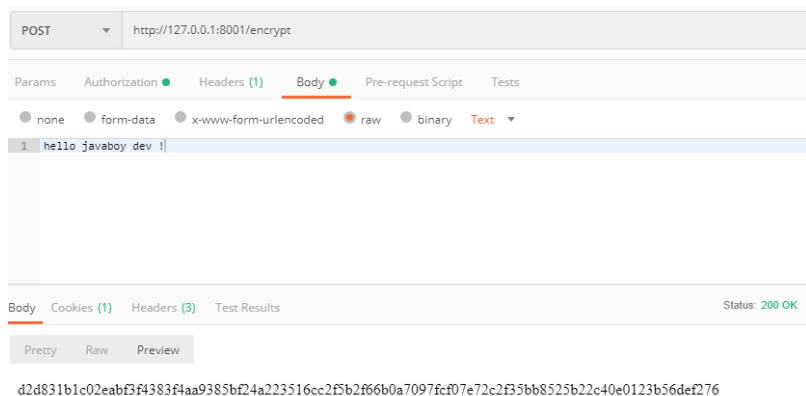 POST http://127.0.0.1:8001/encrypt
Params Authorization Headers (1) Body Pre-request Script Tests
none form-data x-www-form-urlencoded raw binary Text
1 hello javaboy dev !
Body Cookies (1) Headers (3) Test Results Status: 200 OK
Pretty Raw Preview
d2d831b1c02eabf3f4383f4aa9385bf24a223516cc2f5b2f66b0a7097fcf07e72c2f35bb8525b22c40e0123b56def276